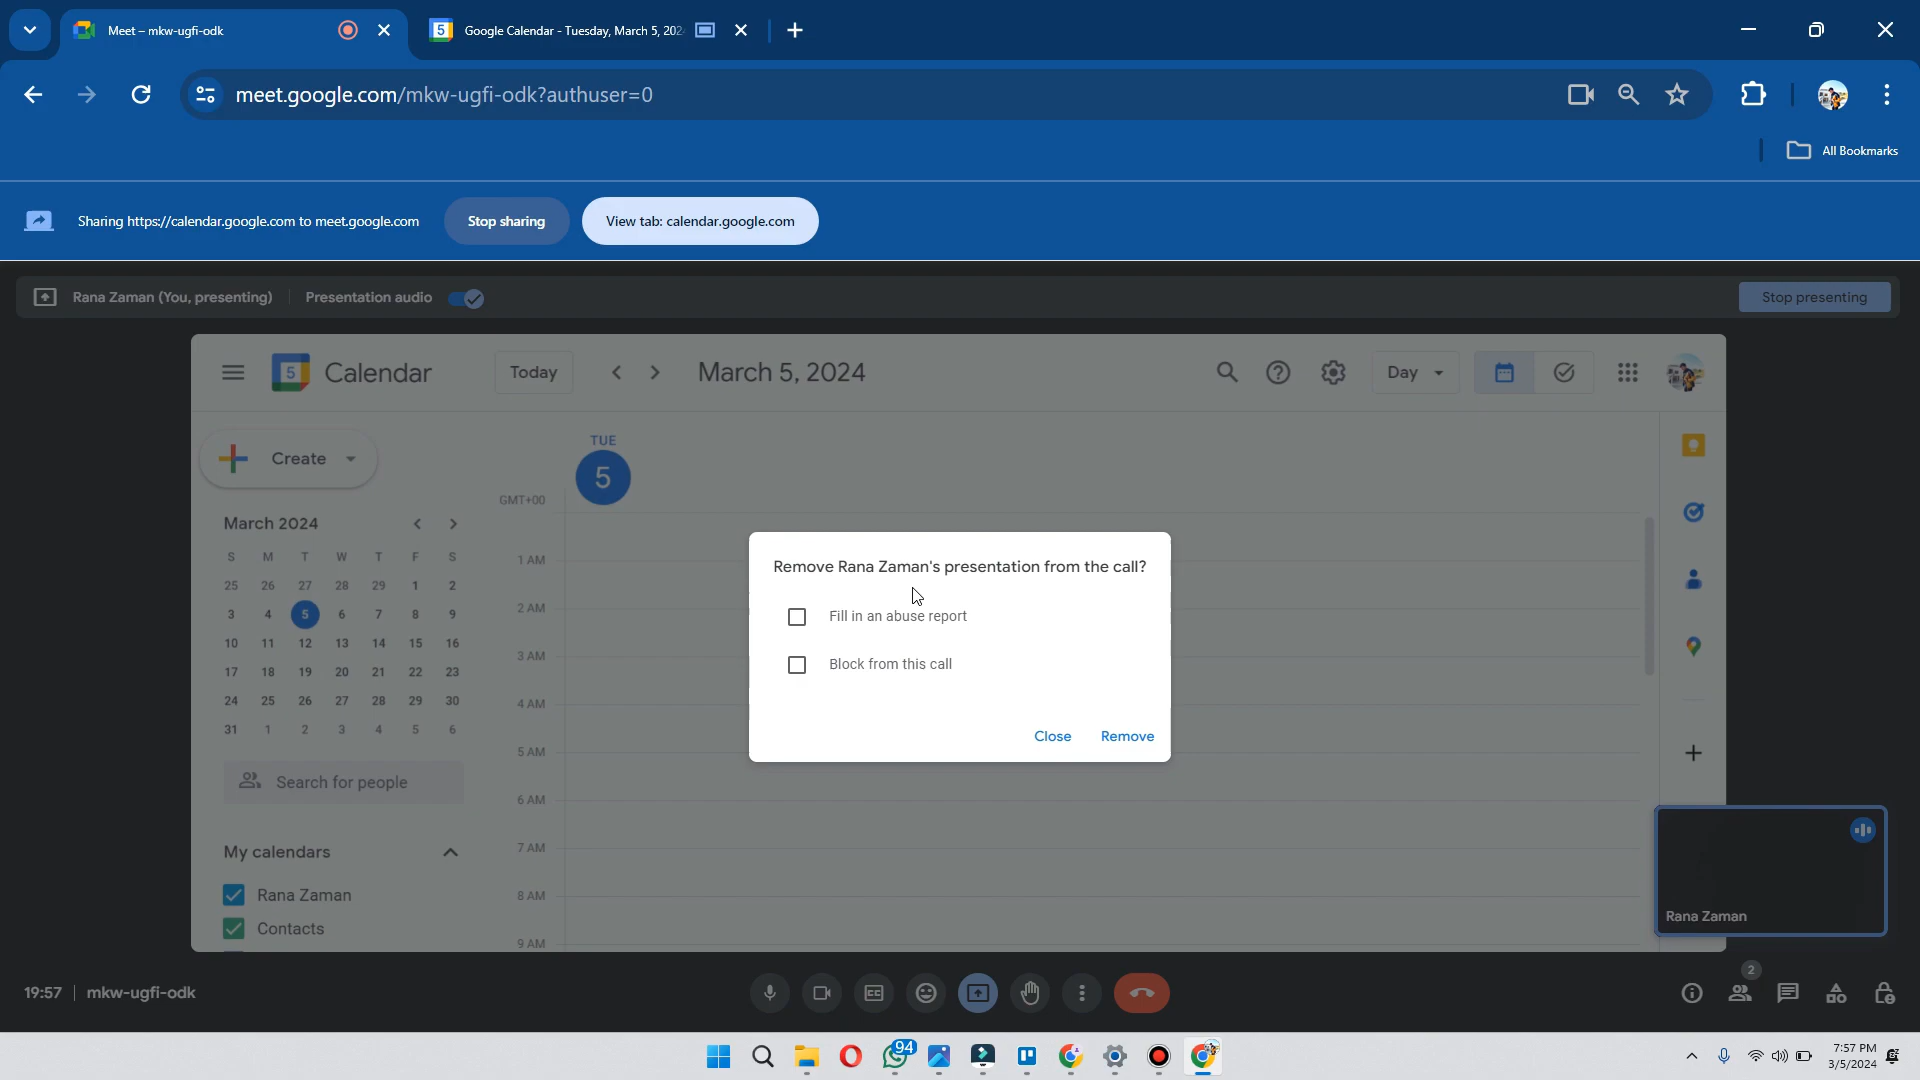 Meet – mkw-ugfi-odk
Google Calendar - Tuesday, March 5, 202
meet.google.com/mkw-ugfi-odk?authuser=0
All Bookmarks
Sharing https://calendar.google.com to meet.google.com
Stop sharing
View tab: calendar.google.com
Rana Zaman (You, presenting)
Presentation audio
Stop presenting
5
Calendar
Today
March 5, 2024
Day
Create
TUE
5
GMT+00
March 2024
S M T W T F S
25 26 27 28 29 1 2
3 4 5 6 7 8 9
10 11 12 13 14 15 16
17 18 19 20 21 22 23
24 25 26 27 28 29 30
31 1 2 3 4 5 6
1 AM
2 AM
3 AM
4 AM
5 AM
6 AM
7 AM
8 AM
9 AM
Remove Rana Zaman's presentation from the call?
Fill in an abuse report
Block from this call
Close
Remove
Search for people
My calendars
Rana Zaman
Contacts
Rana Zaman
19:57 | mkw-ugfi-odk
2
94
7:57 PM
3/5/2024